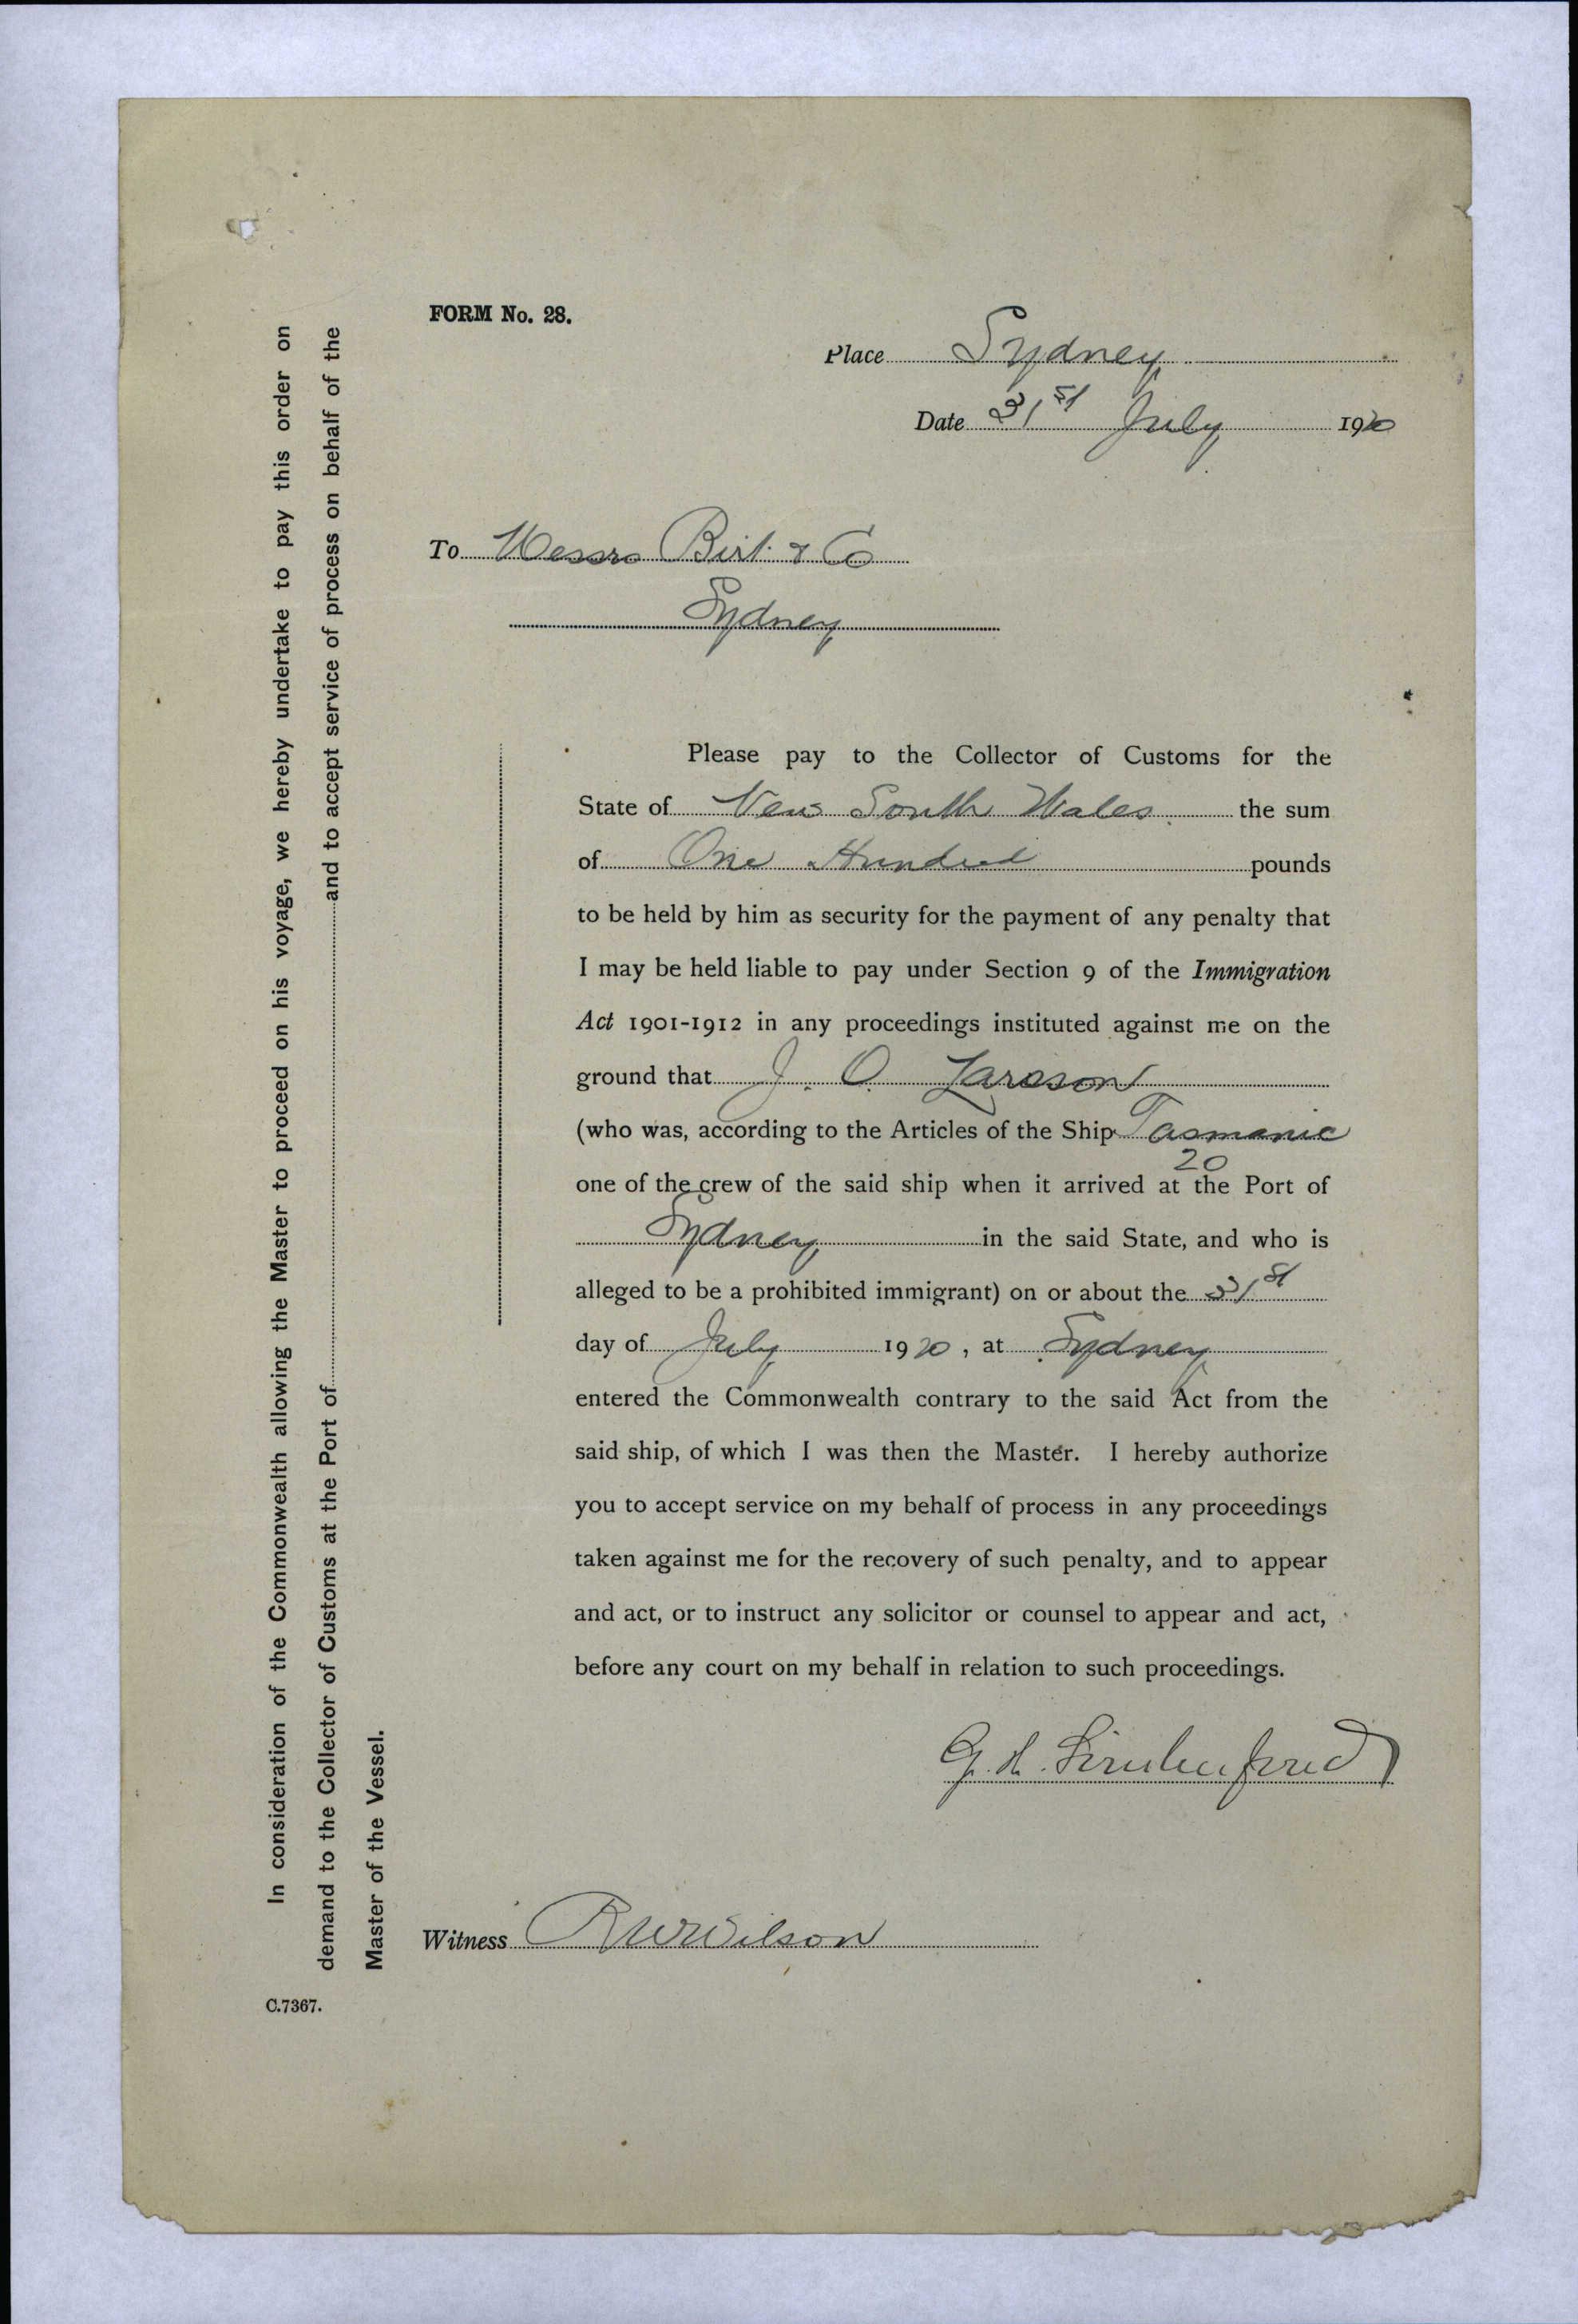 FORM No. 28.
Place Sydney
Date 31st July 1920
To Messrs Birt & Co
Sydney
Please pay to the Collector of Customs for the
State of New South Wales the sum
of One Hundred pounds
to be held by him as security for the payment of any penalty that
I may be held liable to pay under Section 9 of the Immigration
Act 1901-1912 in any proceedings instituted against me on the
ground that J. O. Larsson
(who was, according to the Articles of the Ship Tasmanic
20
one of the crew of the said ship when it arrived at the Port of
Sydney in the said State, and who is
alleged to be a prohibited immigrant) on or about the 31st
day of July 1920, at Sydney
entered the Commonwealth contrary to the said Act from the
said ship, of which I was then the Master. I hereby authorize
you to accept service on my behalf of process in any proceedings
taken against me for the recovery of such penalty, and to appear
and act, or to instruct any solicitor or counsel to appear and act,
before any court on my behalf in relation to such proceedings.
Witness R W Wilson
In consideration of the Commonwealth allowing the Master to proceed on his voyage, we hereby undertake to pay this order on
demand to the Collector of Customs at the Port of and to accept service of process on behalf of the
Master of the Vessel.
C.7367.